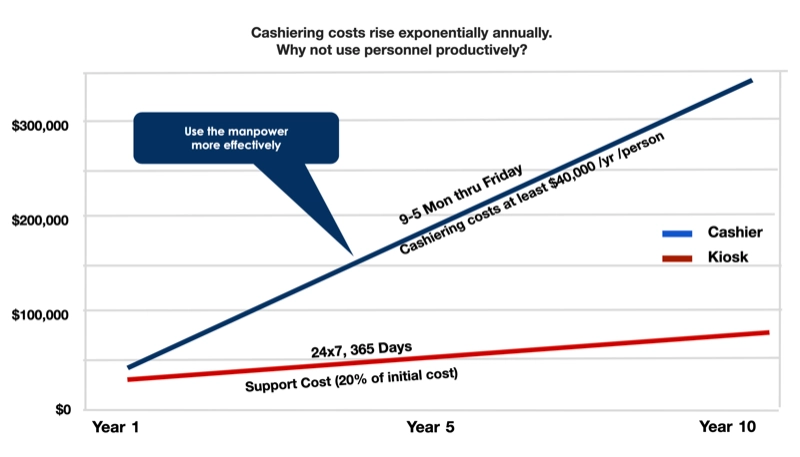 Cashiering costs rise exponentially annually.
Why not use personnel productively?
$300,000
Use the manpower
more effectively
9-5 Mon thru Friday
Cashiering costs at least $40,000 /yr /person
$200,000
Cashier
Kiosk
$100,000
24x7, 365 Days
Support Cost (20% of initial cost)
$0
Year 1
Year 5
Year 10